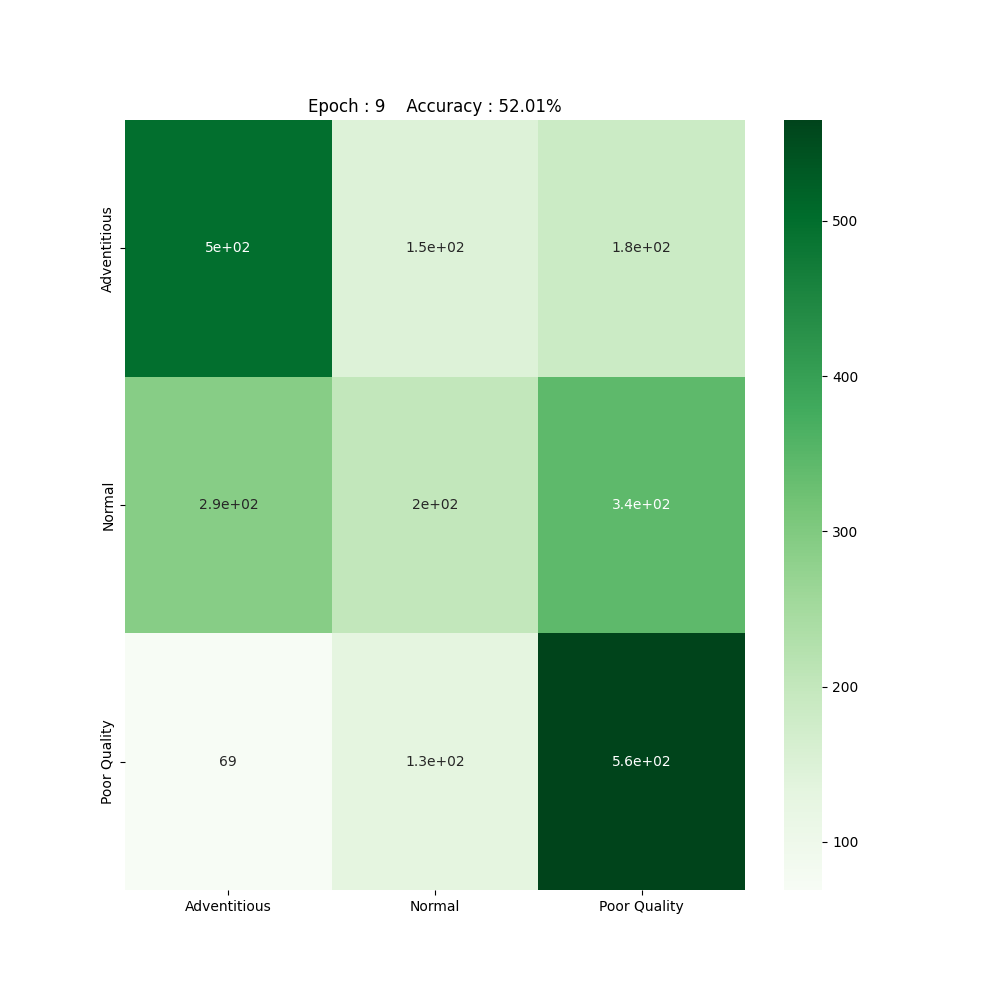 Epoch : 9    Accuracy : 52.01%
Adventitious
5e+02
1.5e+02
1.8e+02
500
400
Normal
2.9e+02
2e+02
3.4e+02
300
200
Poor Quality
69
1.3e+02
5.6e+02
100
Adventitious
Normal
Poor Quality